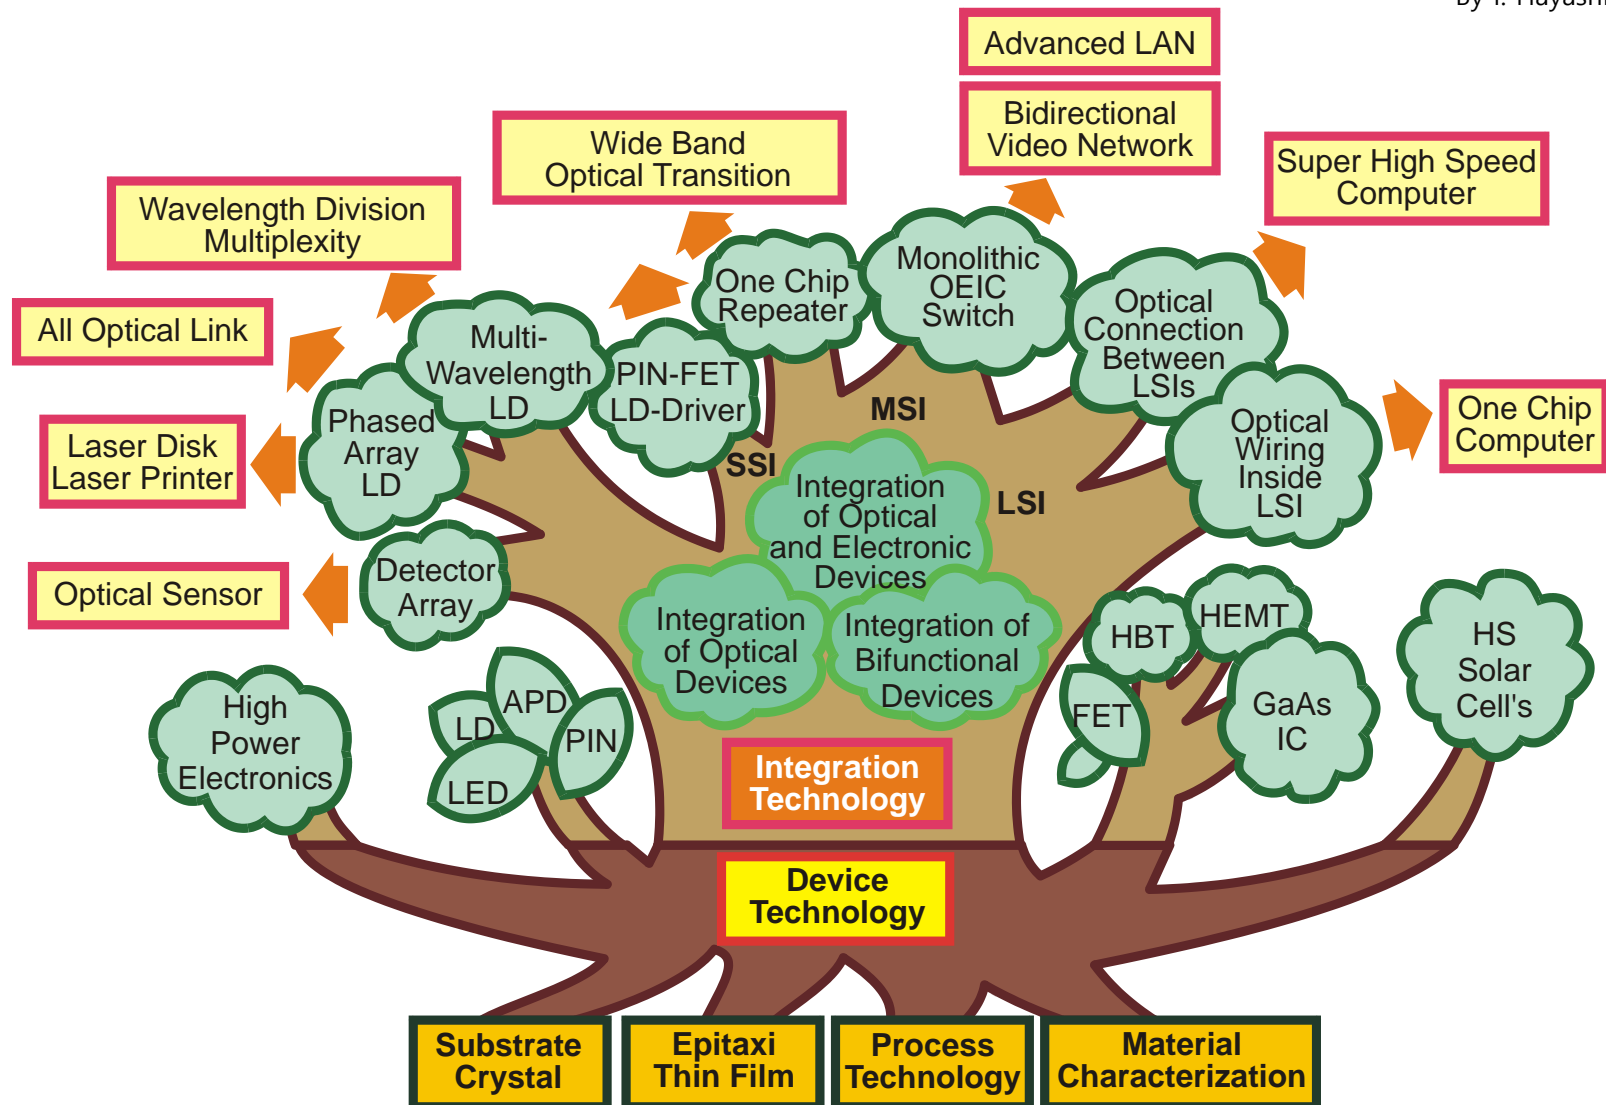 By T. Hayashi
Advanced LAN
Bidirectional
Video Network
Wide Band
Optical Transition
Super High Speed
Computer
Wavelength Division
Multiplexity
All Optical Link
One Chip
Repeater
Monolithic
OEIC
Switch
Optical
Connection
Between
LSIs
Multi-
Wavelength
LD
PIN-FET
LD-Driver
Phased
Array
LD
MSI
SSI
LSI
Optical
Wiring
Inside
LSI
One Chip
Computer
Laser Disk
Laser Printer
Integration
of Optical
and Electronic
Devices
Optical Sensor
Detector
Array
Integration
of Optical
Devices
Integration of
Bifunctional
Devices
HBT
HEMT
FET
GaAs
IC
HS
Solar
Cell's
High
Power
Electronics
LD
APD
PIN
LED
Integration
Technology
Device
Technology
Substrate
Crystal
Epitaxi
Thin Film
Process
Technology
Material
Characterization